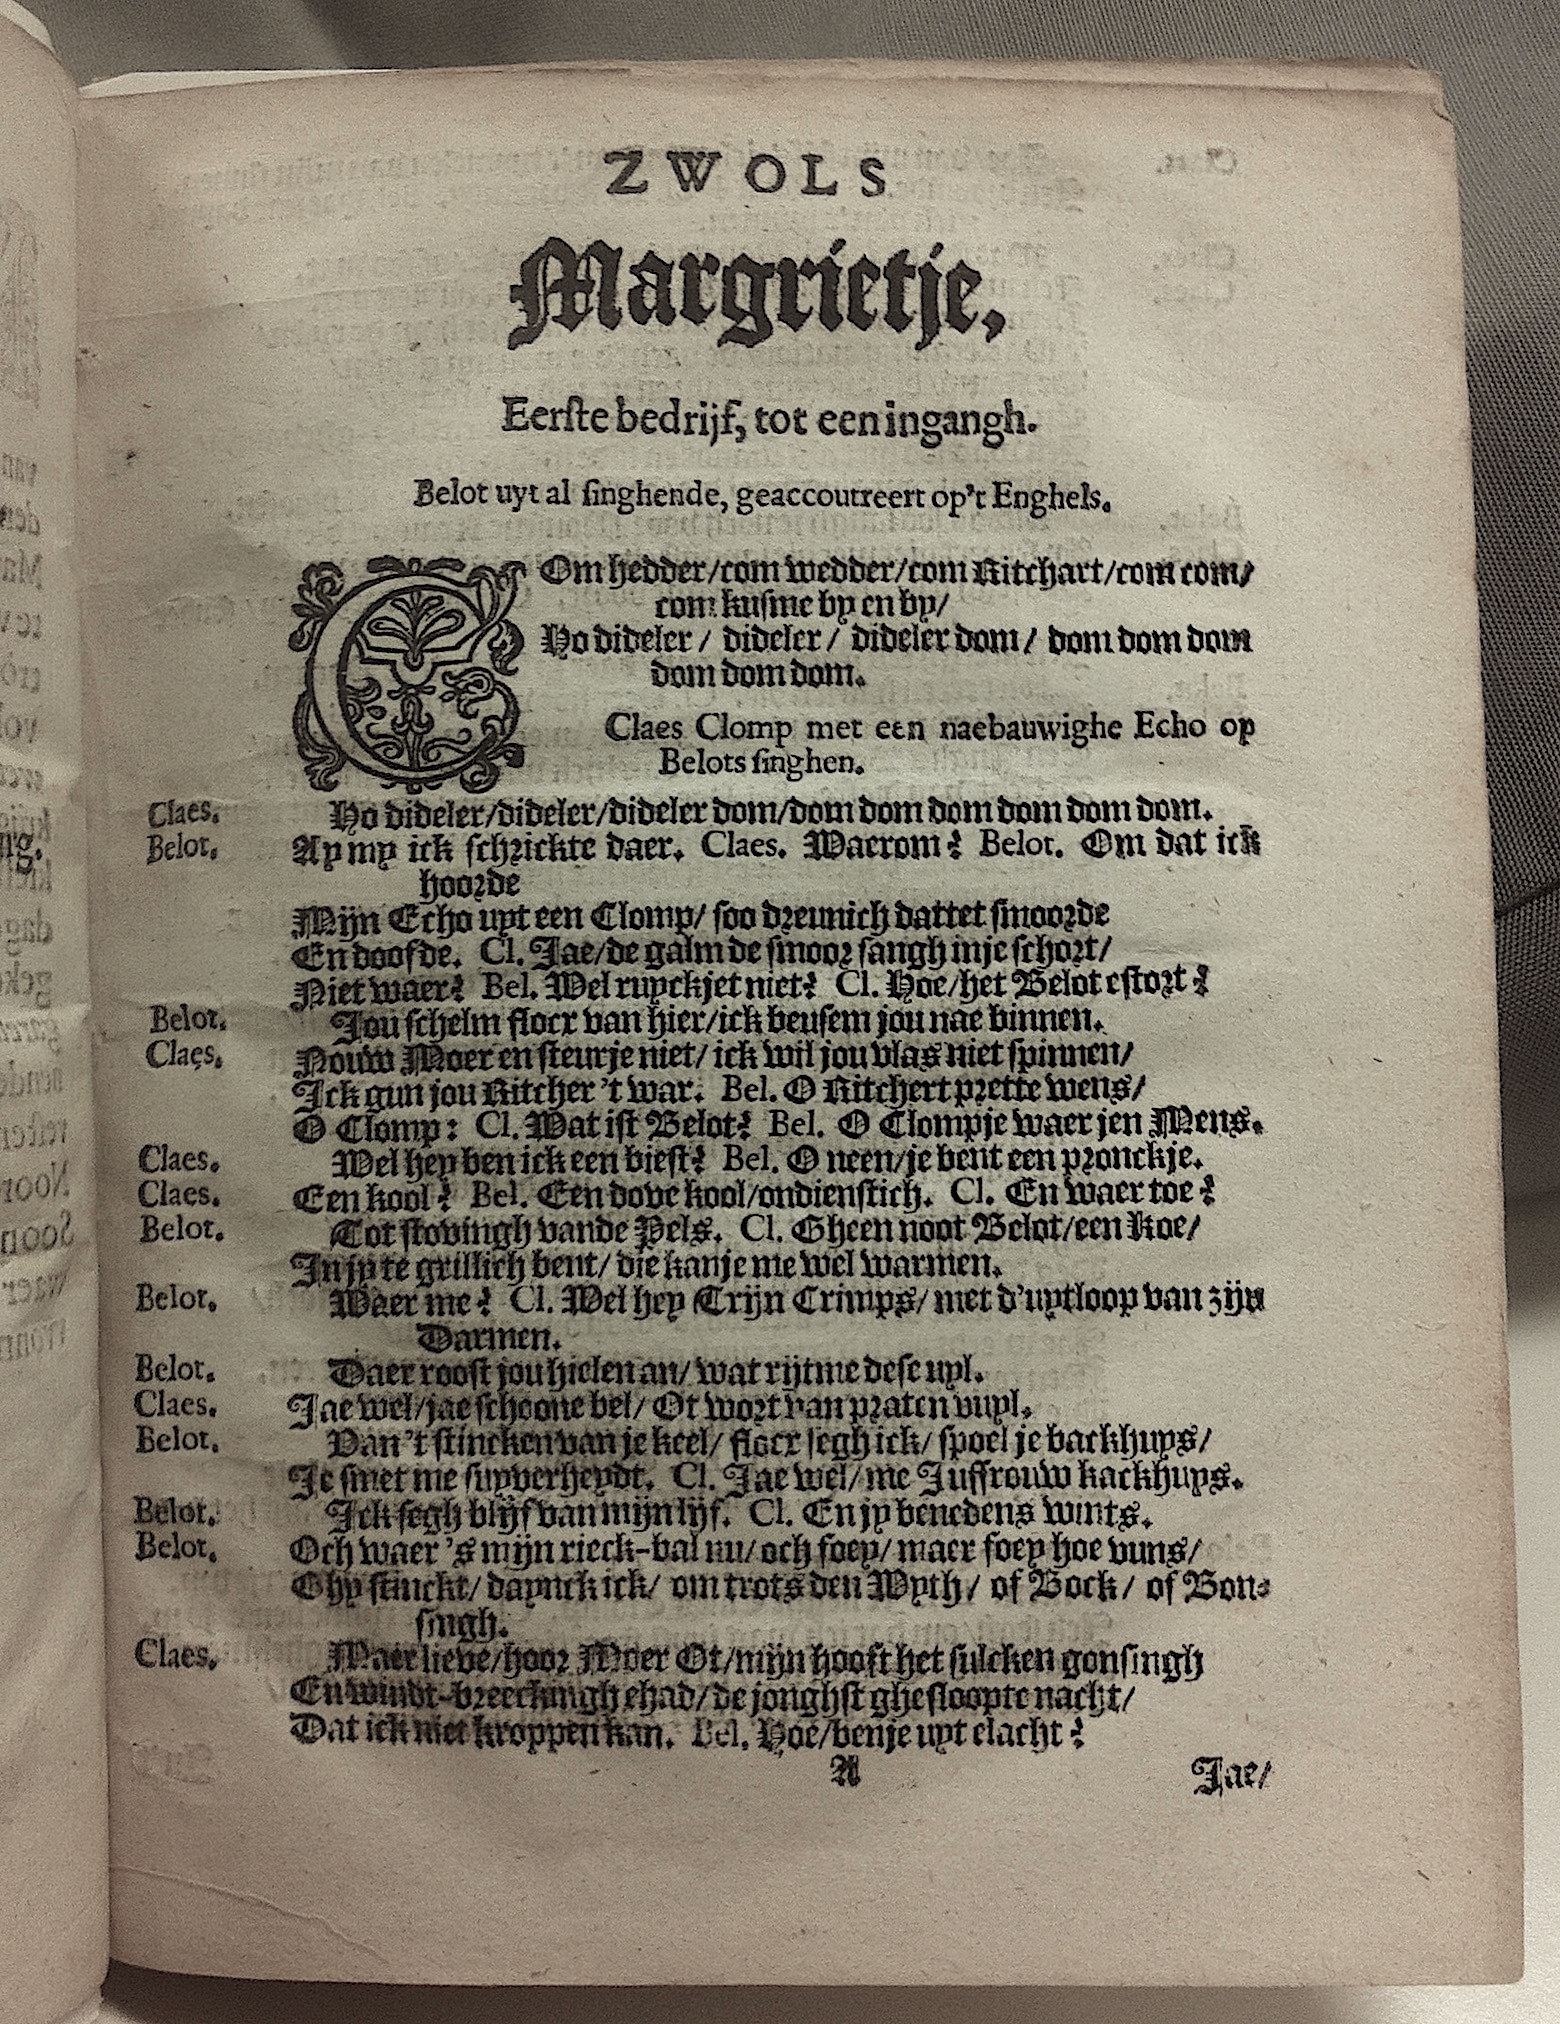 ZWOLS
Margrietje,
Eerſte bedrijf, tot een ingangh.
Belot uyt al ſinghende, geaccoutreert op't Enghels.
COm hedder/com wedder/com Ritchart/com com/
com kuſme by en by/
Ho dideler / dideler / dideler dom / dom dom dom
dom dom dom.
Claes Clomp met een naebauwighe Echo op
Belots ſinghen.
Claes. Ho dideler/dideler/dideler dom/dom dom dom dom dom dom.
Belot. Ay my ick ſchrickte daer. Claes. Waerom? Belot. Om dat ick
hoorde
Mijn Echo uyt een Clomp/ ſoo dreunich dattet ſmoorde
En doofde. Cl. Jae/de galm de ſmoor ſangh in je ſchort/
Niet waer? Bel. Wel ruyckjet niet? Cl. Hoe/het Belot eſtort?
Belot. Jou ſchelm flocx van hier/ick beuſem jou nae binnen.
Claes. Nouw Moer en ſteurje niet/ ick wil jou vlas niet ſpinnen/
Ick gun jou Ritcher 't war. Bel. O Ritchert prette wens/
O Clomp: Cl. Wat iſt Belot? Bel. O Clompje waer jen Mens.
Claes. Wel hey ben ick een bieſt? Bel. O neen/je bent een pronckje.
Claes. Een kool? Bel. Een dove kool/ondienſtich. Cl. En waer toe?
Belot. Tot ſtovingh vande Pels. Cl. Gheen noot Belot/een Koe/
In jy te grillich bent/ die kanje me wel warmen.
Belot. Waer me? Cl. Wel hey Trijn Crimps/ met d'uytloop van zijn
Darmen.
Belot. Daer rooſt jou hielen an/ wat rijtme deſe uyl.
Claes. Jae wel/jae ſchoone bel/ Ot wort van praten vuyl.
Belot. Van 't ſtincken van je keel/ flocx ſegh ick/ ſpoel je backhuys/
Je ſmet me ſuyverheydt. Cl. Jae wel/ me Juffrouw kackhuys.
Belot. Ick ſegh blijf van mijn lijf. Cl. En jy benedens wints.
Belot. Och waer 's mijn rieck-bal nu/ och foey/ maer foey hoe vuns/
Ghy ſtinckt/ daynck ick/ om trots den Wyth/ of Bock/ of Bon-
ſingh.
Claes. Maer lieve/hoor Moer Ot/mijn hooft het ſulcken gonſingh
En windt-breeckingh ehad/de jonghſt gheſloopte nacht/
Dat ick niet kroppen kan. Bel. Hoe/benje uyt elacht?
A
Jae/